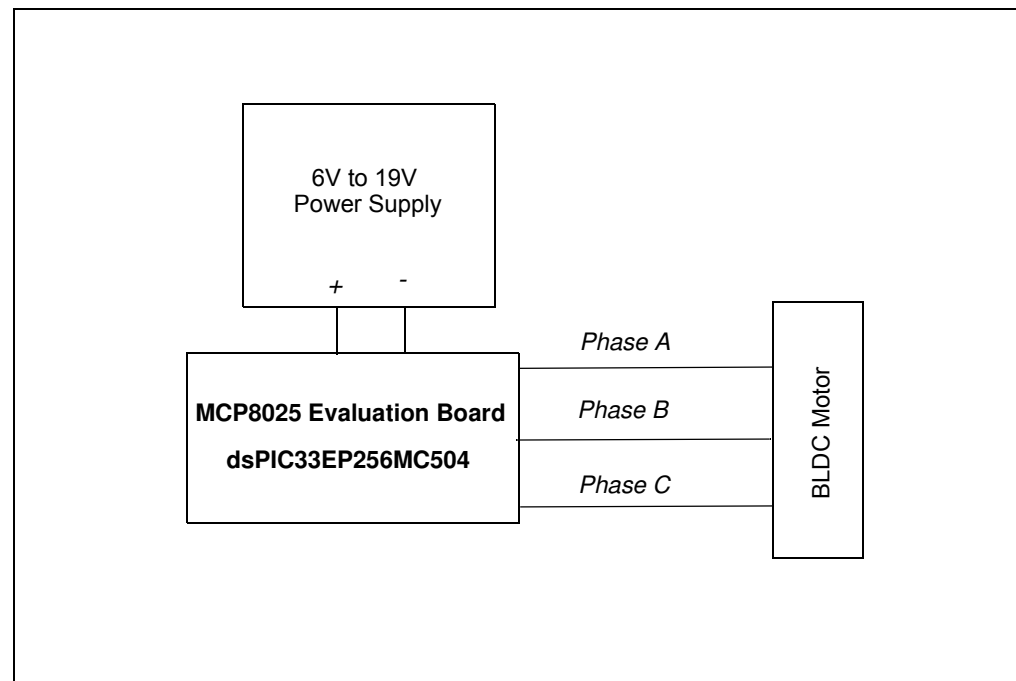 6V to 19V
Power Supply
+ -
Phase A
MCP8025 Evaluation Board
dsPIC33EP256MC504
Phase B
Phase C
BLDC Motor